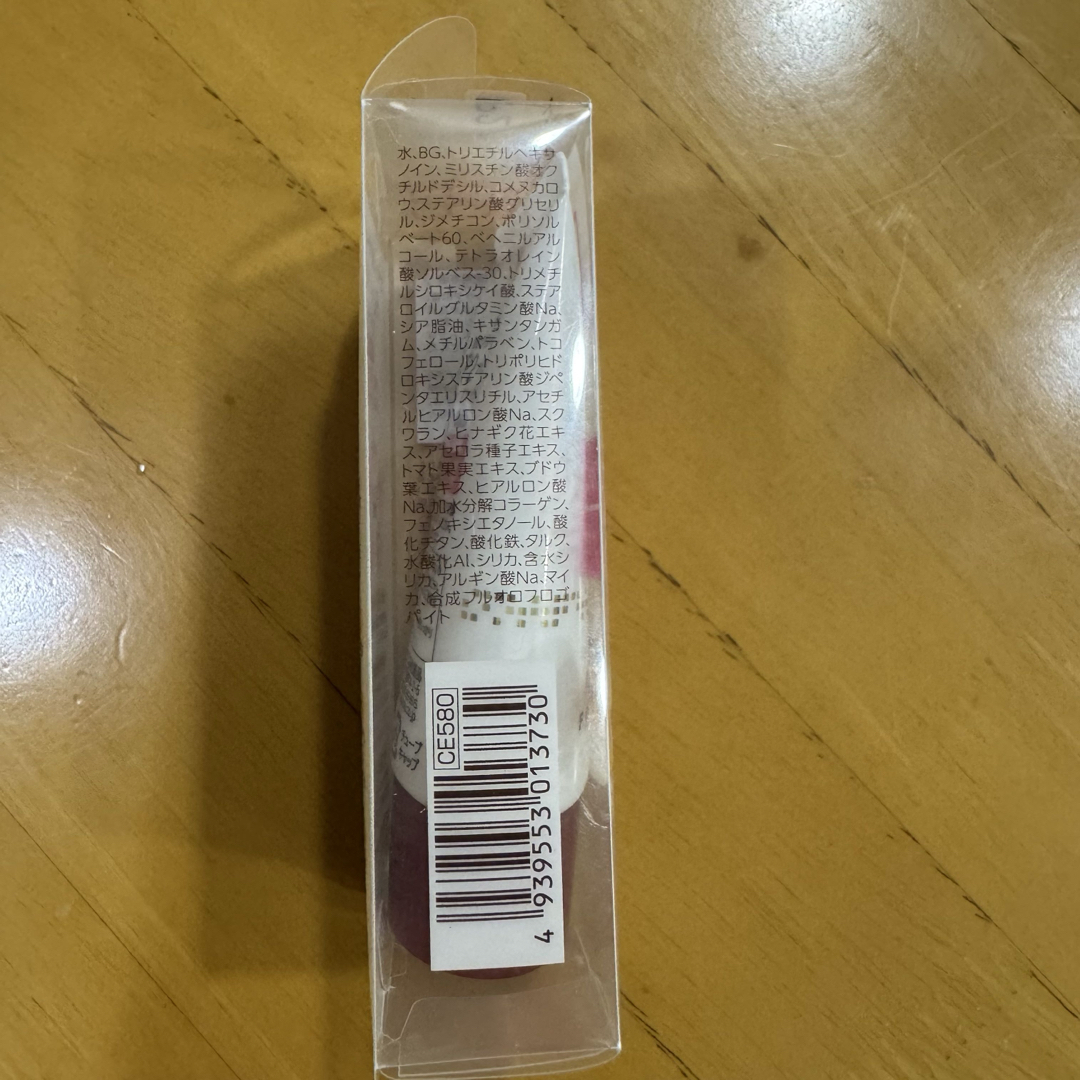 水、BG、トリエチルヘキサ
ノイン、ミリスチン酸オク
チルドデシル、コメヌカロ
ウ、ステアリン酸グリセリ
ル、ジメチコン、ポリソル
ベート60、ベヘニルアル
コール、テトラオレイン
酸ソルベス-30、トリメチ
ルシロキシケイ酸、ステア
ロイルグルタミン酸Na、
シア脂油、キサンタンガ
ム、メチルパラベン、トコ
フェロール、トリポリヒド
ロキシステアリン酸ジペ
ンタエリスリチル、アセチ
ルヒアルロン酸Na、スク
ワラン、ヒナギク花エキ
ス、アセロラ種子エキス、
トマト果実エキス、ブドウ
葉エキス、ヒアルロン酸
Na、加水分解コラーゲン、
フェノキシエタノール、酸
化チタン、酸化鉄、タルク、
水酸化Al、シリカ、含水シ
リカ、アルギン酸Na、マイ
カ、合成フルオロフロゴ
パイト
チューブ
キャップ
CE580
4 939553 013730